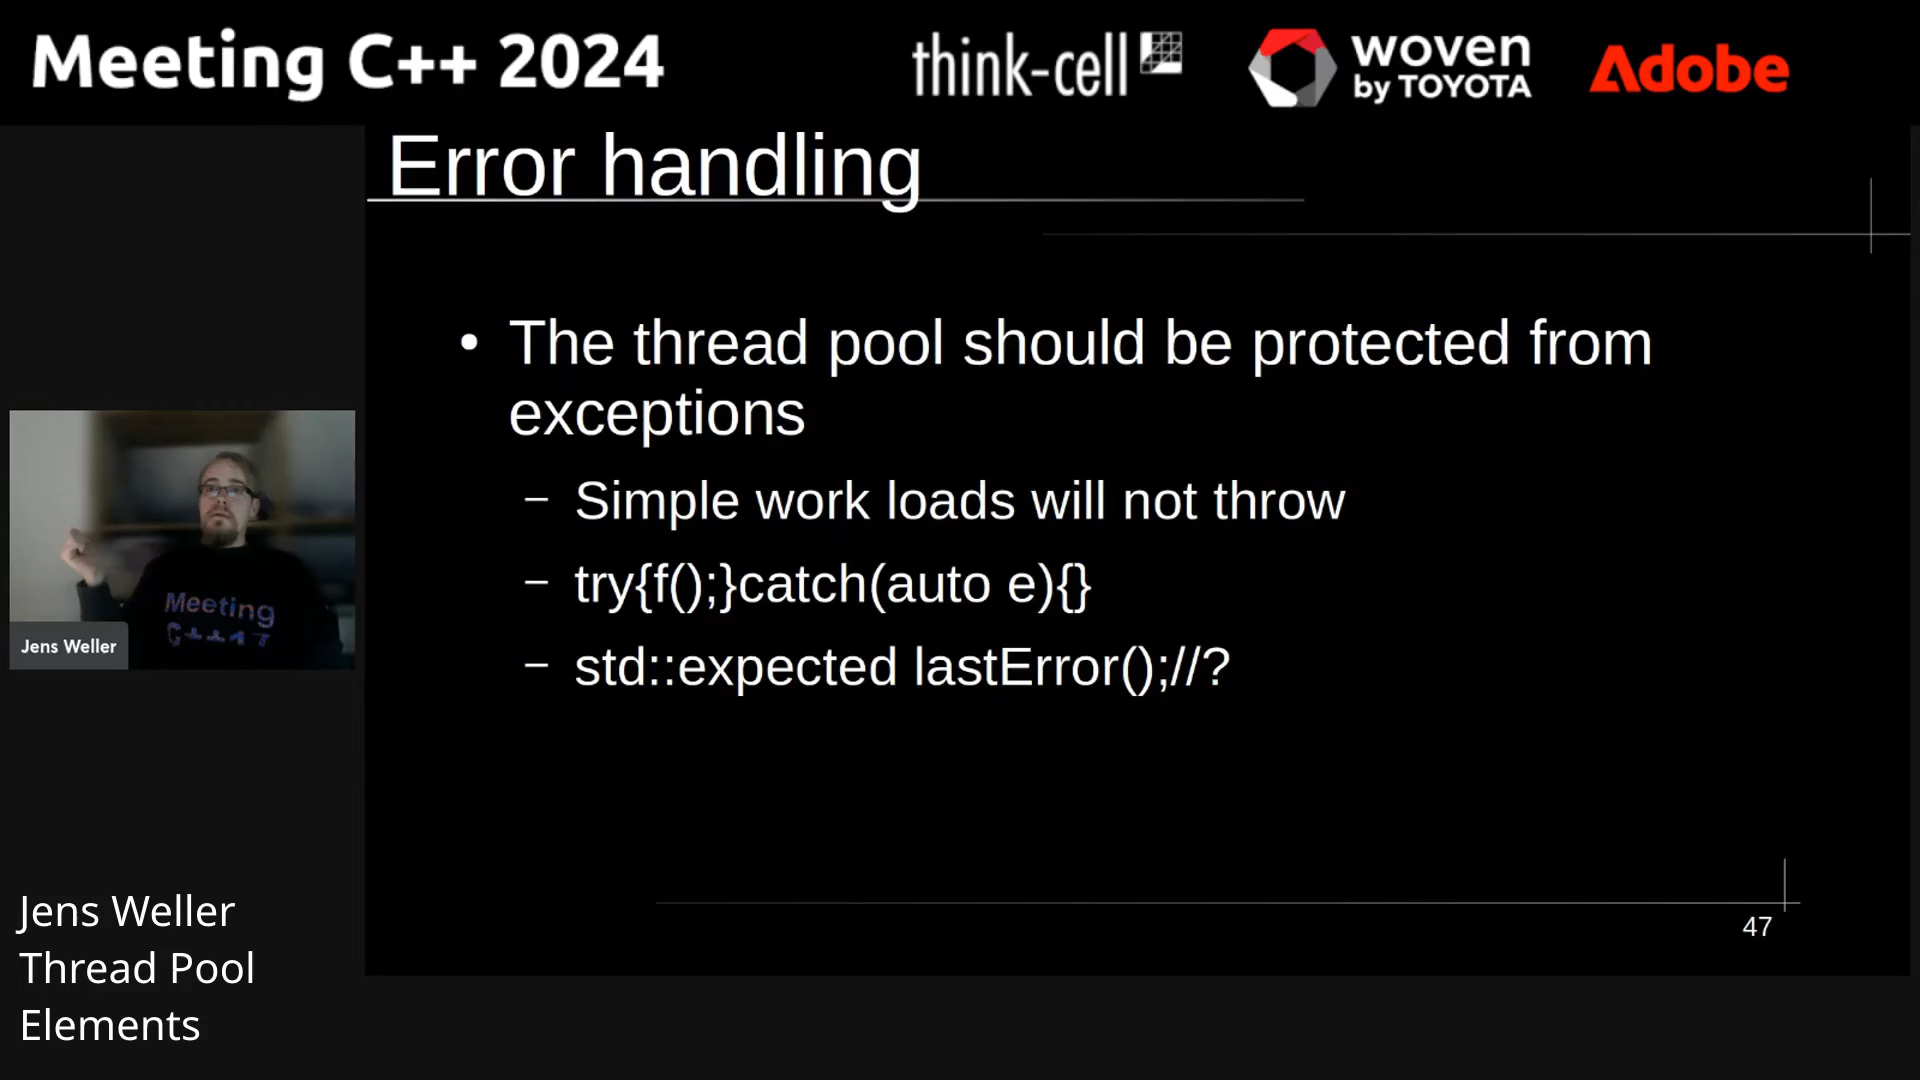 Meeting C++ 2024
think-cell
woven
by TOYOTA
Adobe
Error handling
• The thread pool should be protected from
exceptions
– Simple work loads will not throw
– try{f();}catch(auto e){}
– std::expected lastError();//?
Meeting
C++17
Jens Weller
Jens Weller
Thread Pool
Elements
47